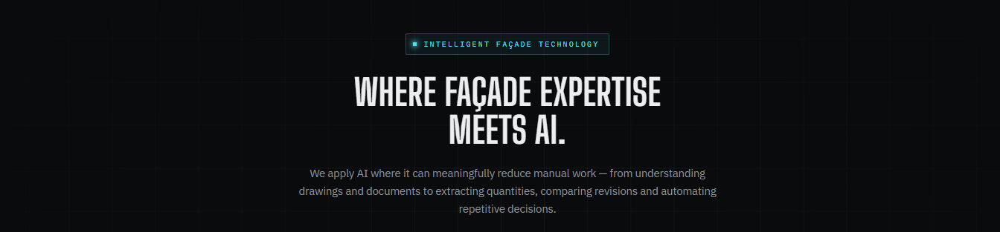 INTELLIGENT FAÇADE TECHNOLOGY
WHERE FAÇADE EXPERTISE
MEETS AI.
We apply AI where it can meaningfully reduce manual work — from understanding
drawings and documents to extracting quantities, comparing revisions and automating
repetitive decisions.